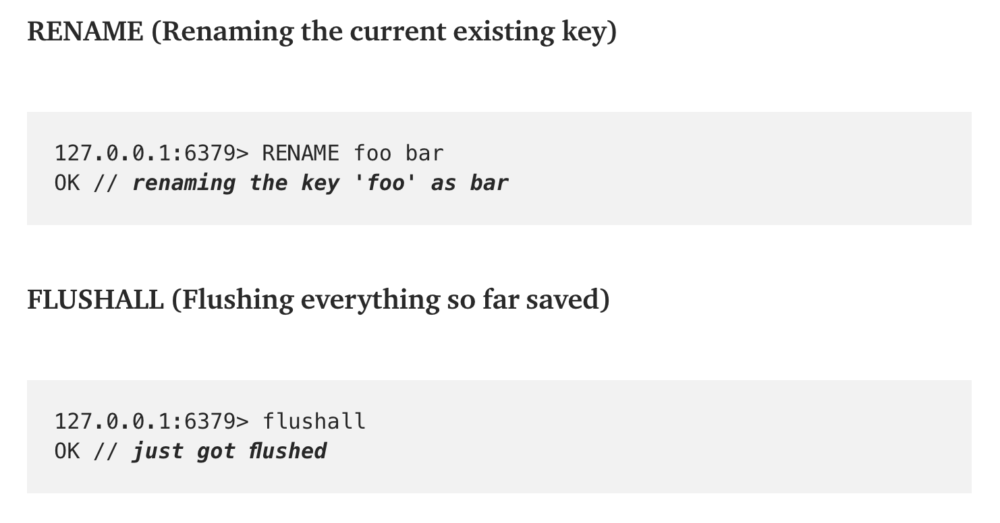 RENAME (Renaming the current existing key)
127.0.0.1:6379> RENAME foo bar
OK // renaming the key 'foo' as bar
FLUSHALL (Flushing everything so far saved)
127.0.0.1:6379> flushall
OK // just got flushed